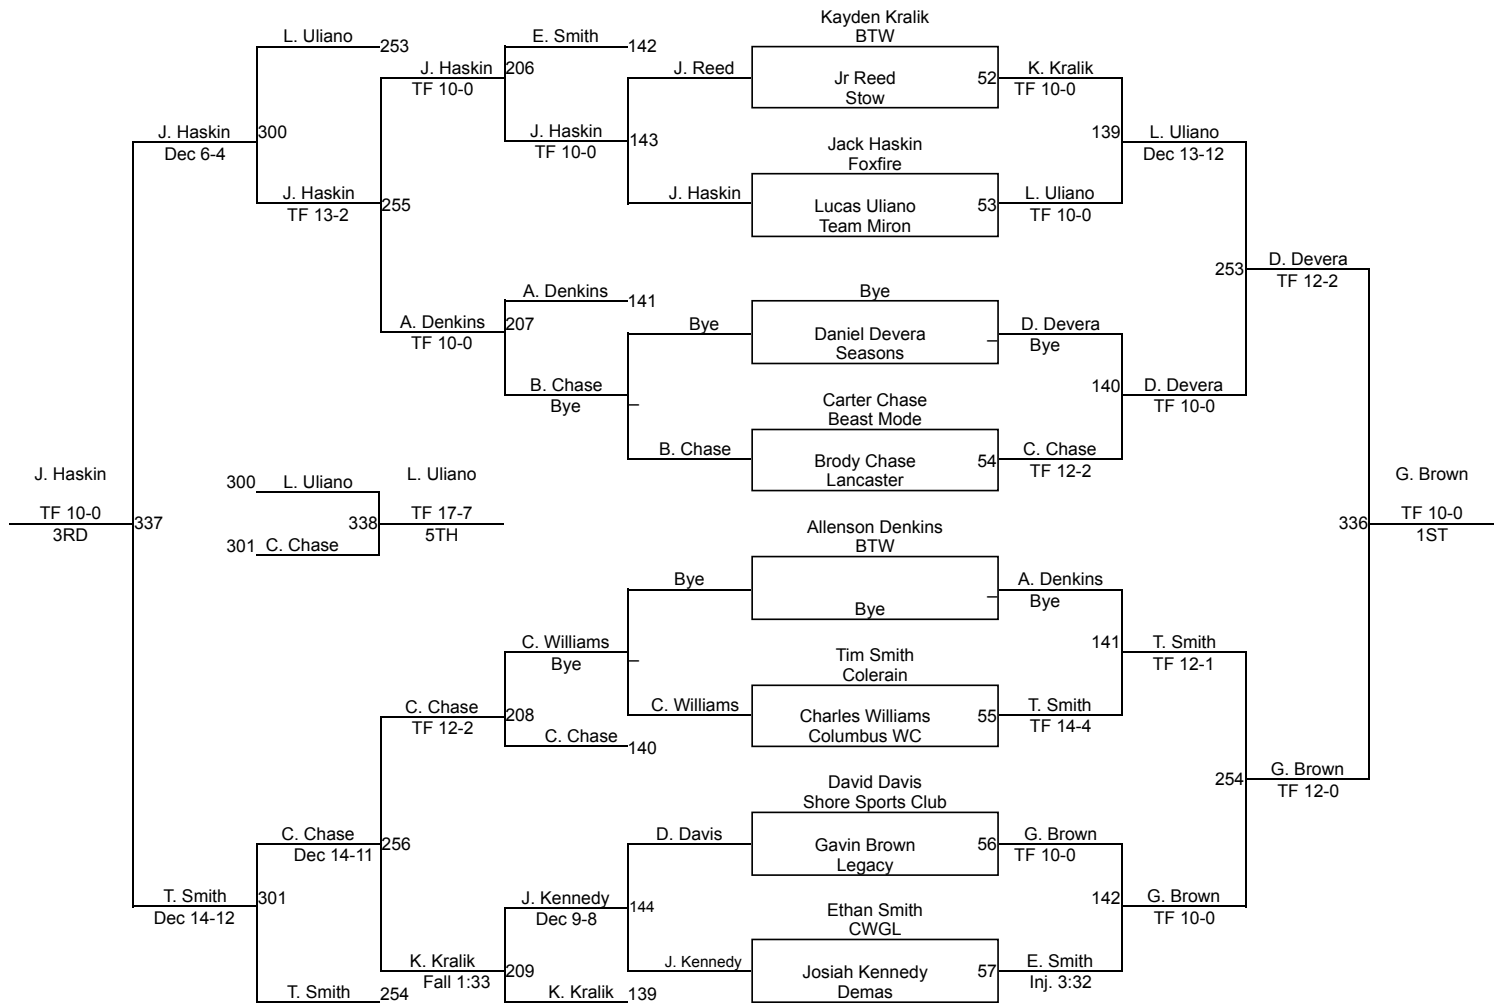 Kayden Kralik
BTW
L. Uliano 253
E. Smith 142
J. Haskin 206
TF 10-0
J. Reed
Jr Reed 52
Stow
K. Kralik
TF 10-0
J. Haskin 300
Dec 6-4
J. Haskin 143
TF 10-0
139 L. Uliano
Dec 13-12
Jack Haskin
Foxfire
J. Haskin 255
TF 13-2
J. Haskin
Lucas Uliano 53
Team Miron
L. Uliano
TF 10-0
253 D. Devera
TF 12-2
A. Denkins 141
Bye
A. Denkins 207
TF 10-0
Bye
Daniel Devera _
Seasons
D. Devera
Bye
B. Chase _
Bye
140 D. Devera
TF 10-0
Carter Chase
Beast Mode
B. Chase
Brody Chase 54
Lancaster
C. Chase
TF 12-2
J. Haskin
300 L. Uliano
L. Uliano
G. Brown
TF 10-0 337
3RD
338 TF 17-7
5TH
301 C. Chase
336 TF 10-0
1ST
Allenson Denkins
BTW
Bye
Bye
_ A. Denkins
Bye
C. Williams _
Bye
141 T. Smith
TF 12-1
Tim Smith
Colerain
C. Chase 208
TF 12-2
C. Williams
Charles Williams 55
Columbus WC
T. Smith
TF 14-4
C. Chase 140
254 G. Brown
TF 12-0
David Davis
Shore Sports Club
C. Chase 256
Dec 14-11
D. Davis
Gavin Brown 56
Legacy
G. Brown
TF 10-0
T. Smith 301
Dec 14-12
J. Kennedy 144
Dec 9-8
142 G. Brown
TF 10-0
Ethan Smith
CWGL
K. Kralik 209
Fall 1:33
J. Kennedy
Josiah Kennedy 57
Demas
E. Smith
Inj. 3:32
T. Smith 254
K. Kralik 139